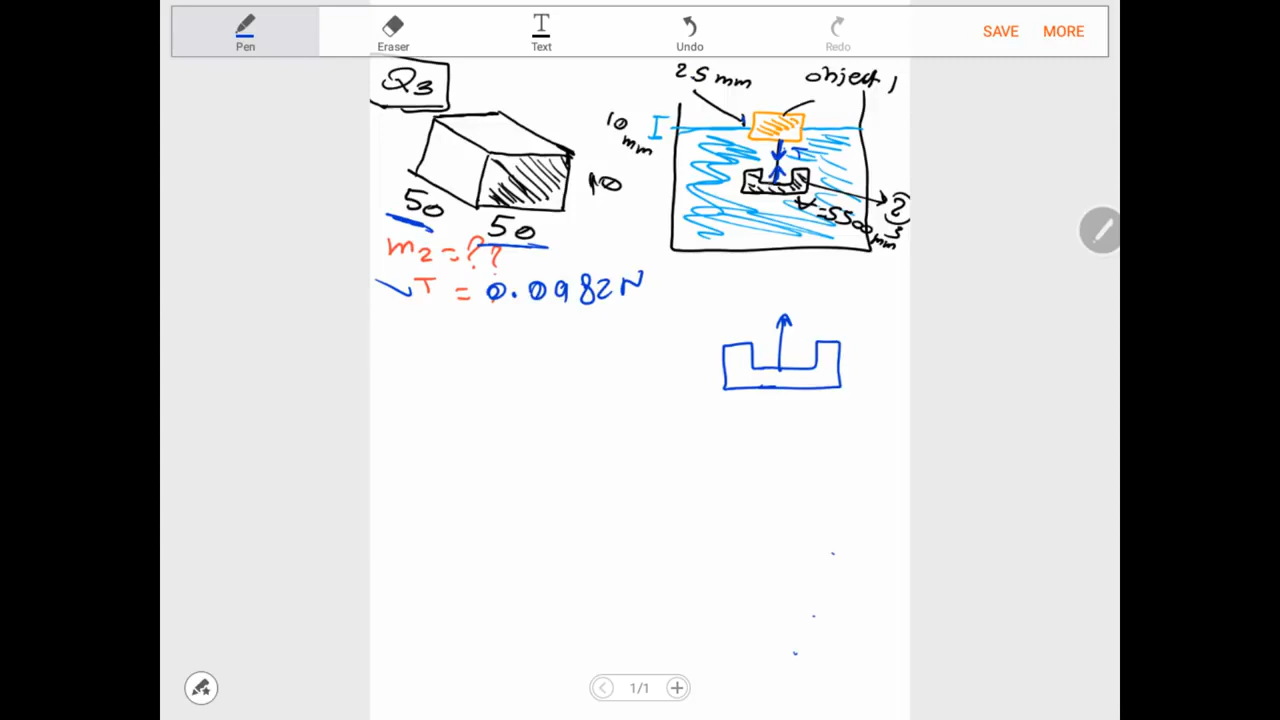 Pen Eraser Text Undo Redo SAVE MORE
Q3
25 mm object 1
10 mm
T
10
50
50
②
∀=5500 mm³
m2 = ??
T = 0.0982N
1/1